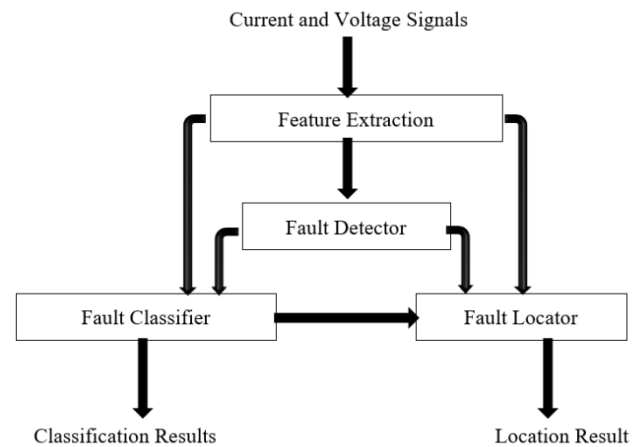 Current and Voltage Signals
Feature Extraction
Fault Detector
Fault Classifier
Fault Locator
Classification Results
Location Result